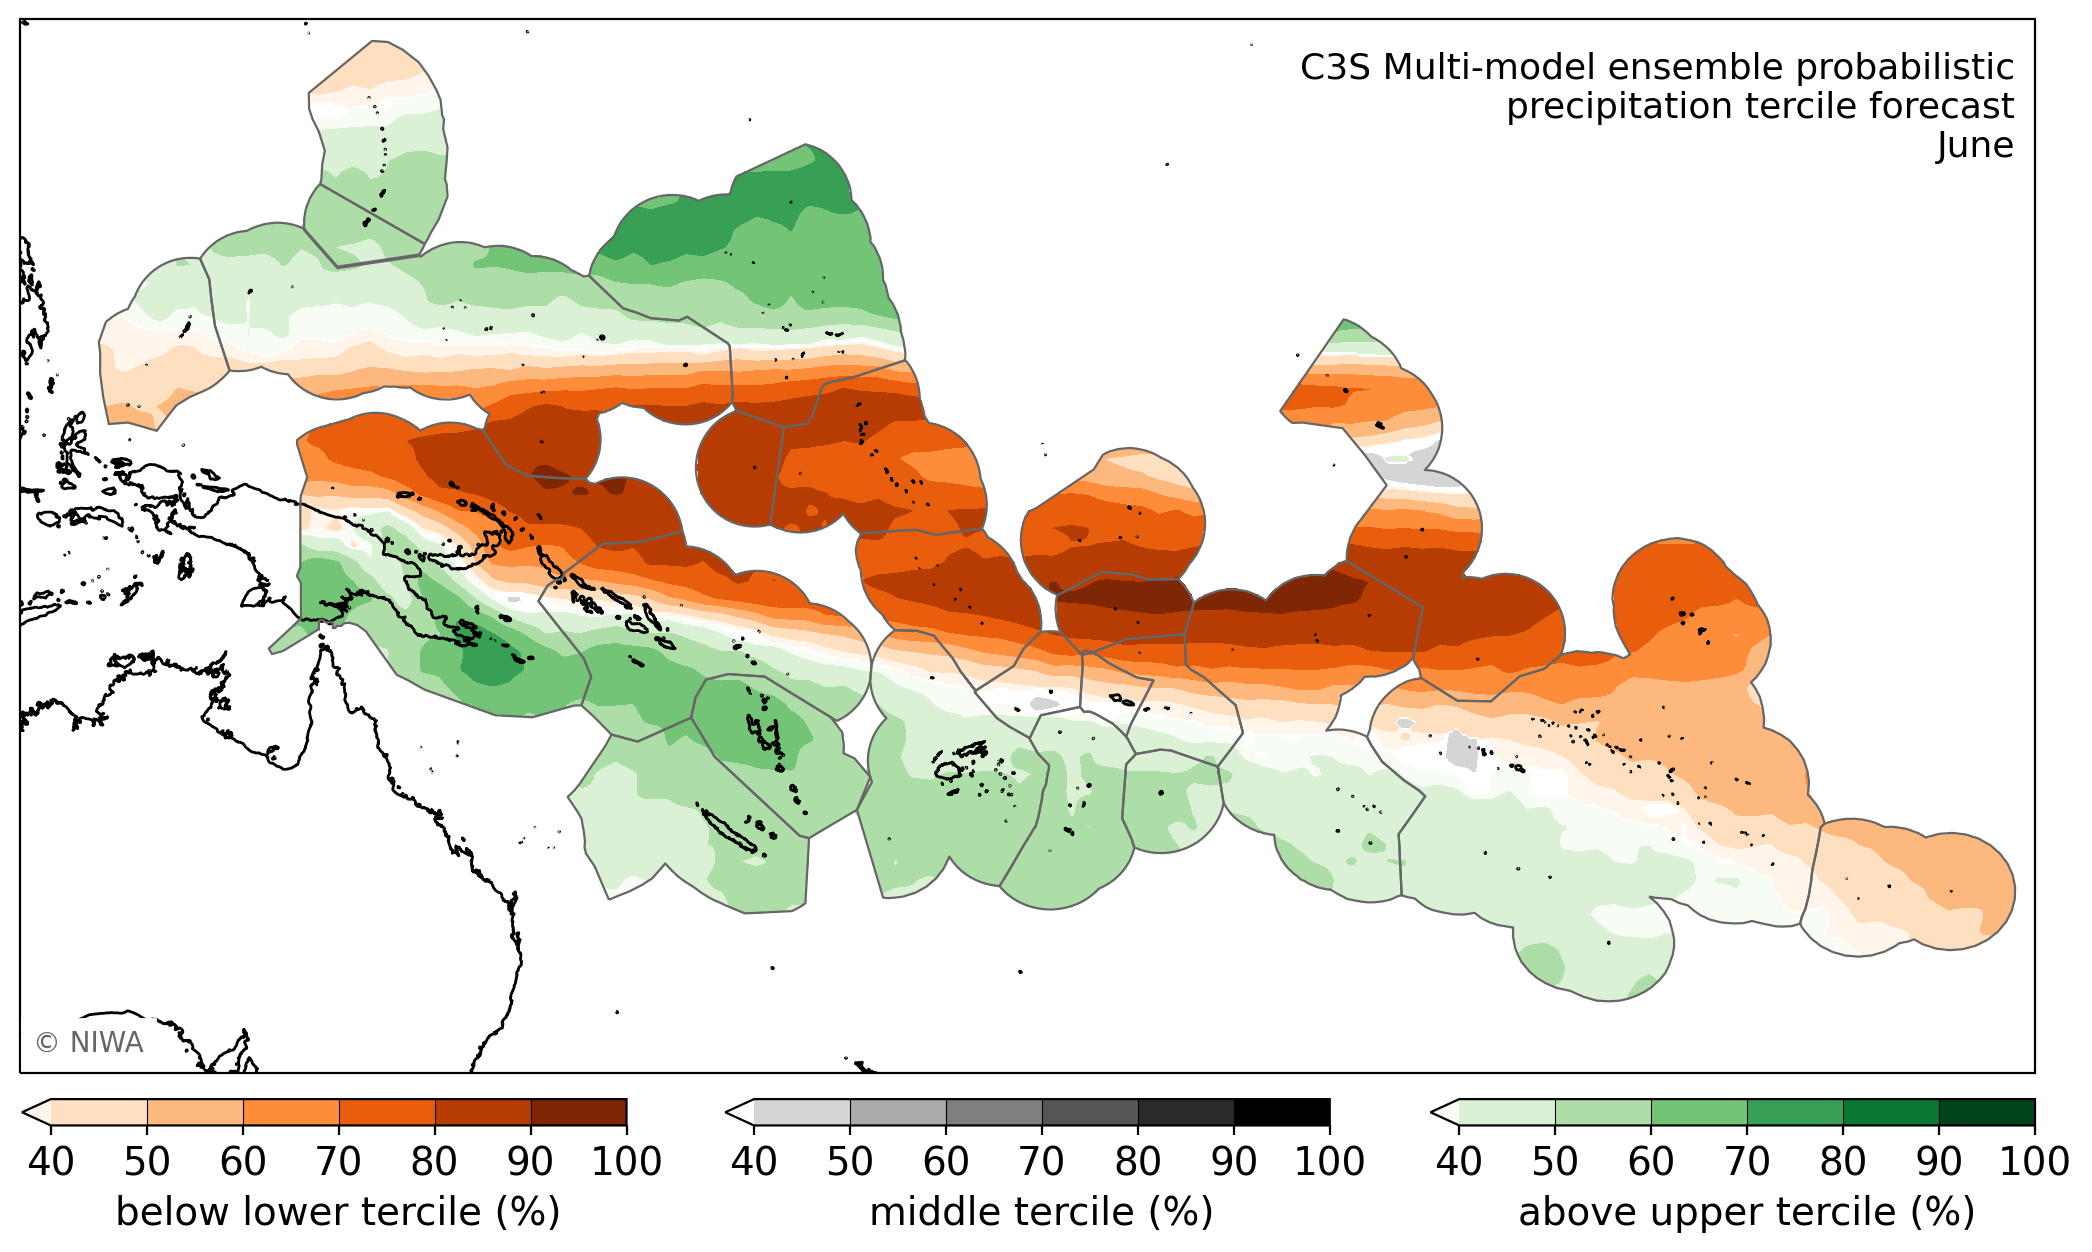 C3S Multi-model ensemble probabilistic
precipitation tercile forecast
June
© NIWA
40 50 60 70 80 90 100
below lower tercile (%)
40 50 60 70 80 90 100
middle tercile (%)
40 50 60 70 80 90 100
above upper tercile (%)